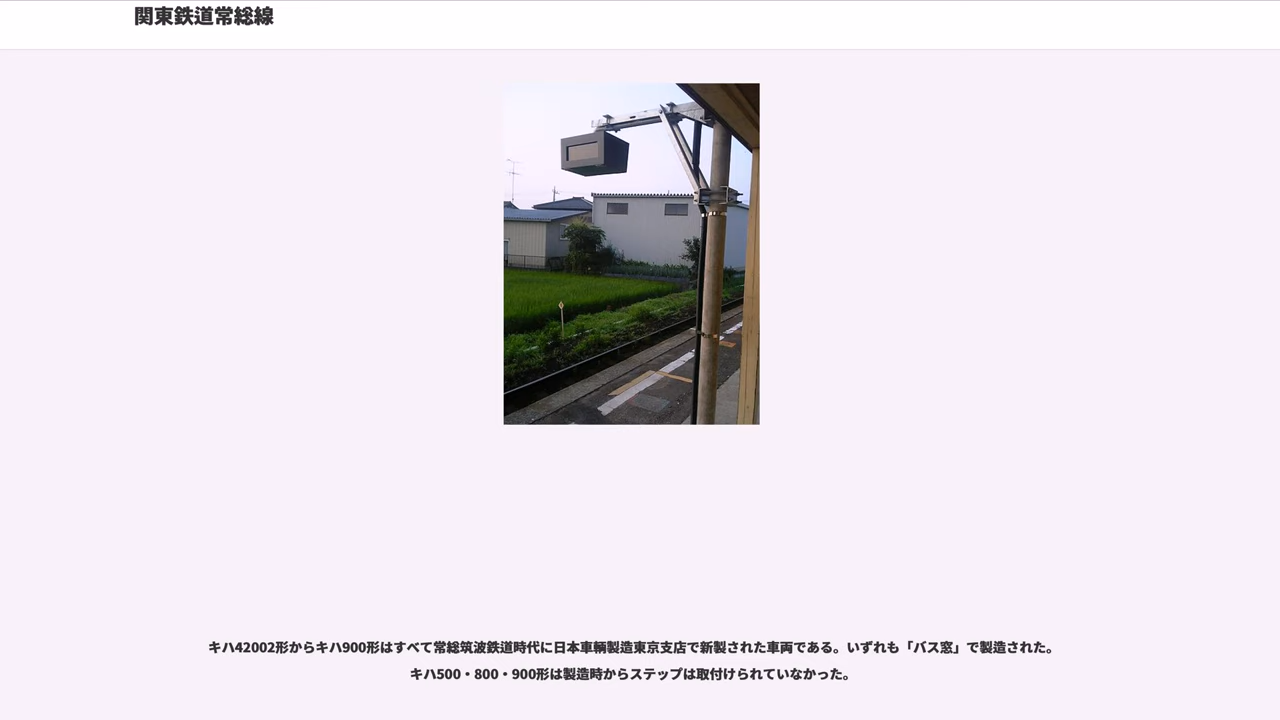 関東鉄道常総線
キハ42002形からキハ900形はすべて常総筑波鉄道時代に日本車輌製造東京支店で新製された車両である。いずれも「バス窓」で製造された。
キハ500・800・900形は製造時からステップは取付けられていなかった。